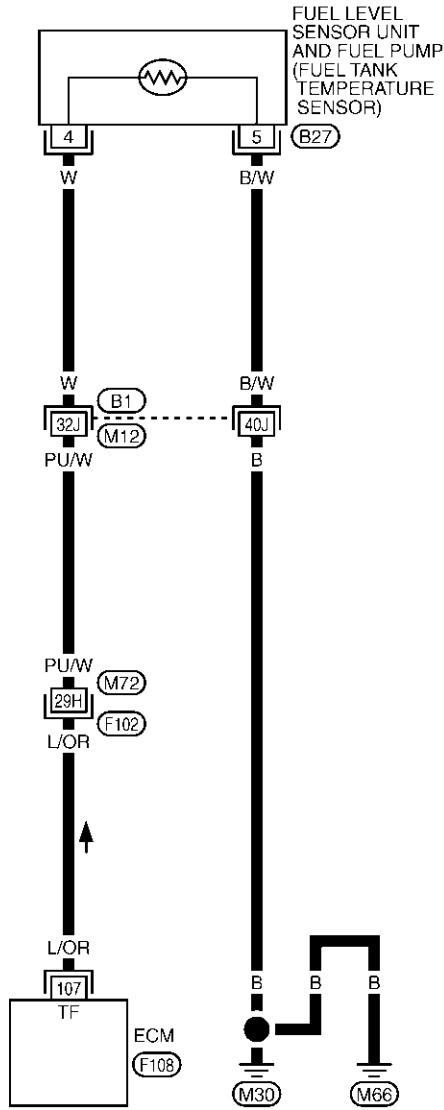 FUEL LEVEL
SENSOR UNIT
AND FUEL PUMP
(FUEL TANK
TEMPERATURE
SENSOR)
4
5
B27
W
B/W
W
B/W
B1
32J
40J
M12
PU/W
B
PU/W
M72
29H
F102
L/OR
L/OR
107
TF
ECM
F108
B
B
B
M30
M66